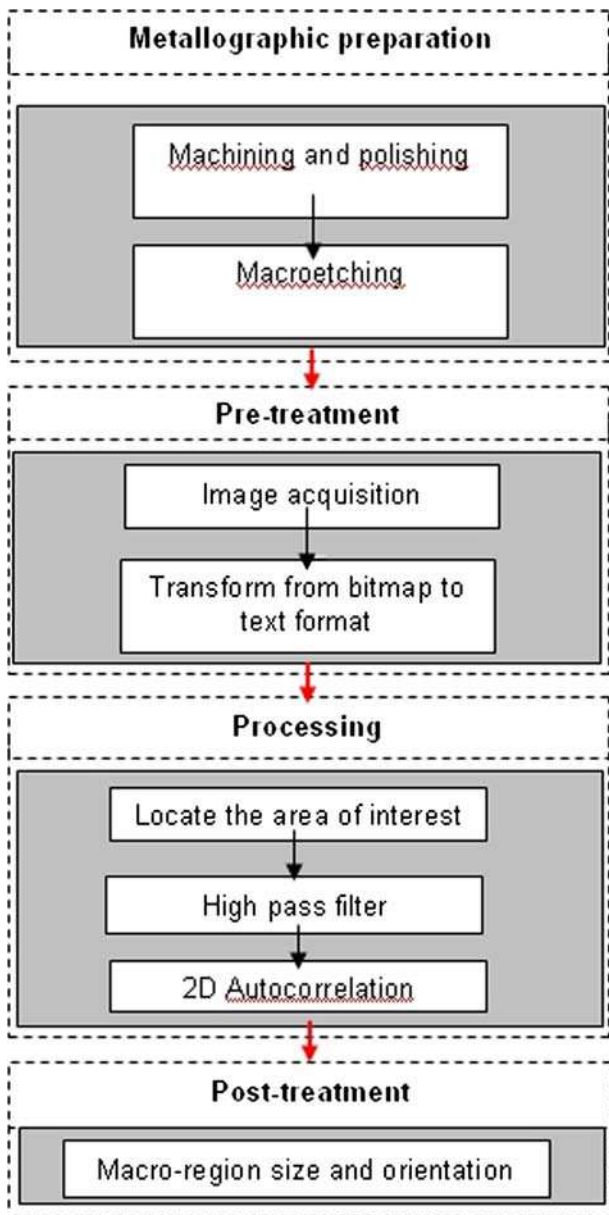 Metallographic preparation
Machining and polishing
Macroetching
Pre-treatment
Image acquisition
Transform from bitmap to
text format
Processing
Locate the area of interest
High pass filter
2D Autocorrelation
Post-treatment
Macro-region size and orientation